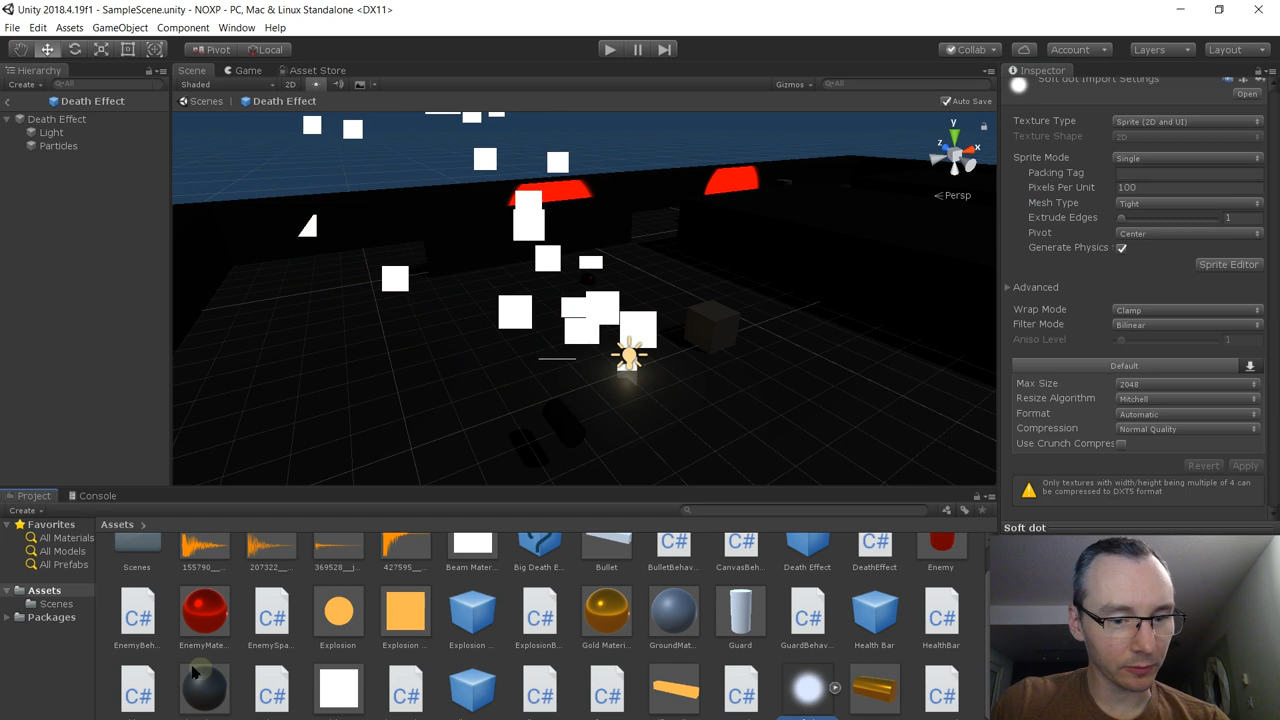 Unity 2018.4.19f1 - SampleScene.unity - NOXP - PC, Mac & Linux Standalone <DX11>
File Edit Assets GameObject Component Window Help
Pivot Local Collab Account Layers Layout
Hierarchy Scene Game Asset Store Inspector
Create All Shaded 2D Gizmos All Soft dot Import Settings
Open
Death Effect Scenes Death Effect Auto Save
Death Effect
Light
Particles
y
x
z
Persp
Texture Type Sprite (2D and UI)
Texture Shape 2D
Sprite Mode Single
Packing Tag
Pixels Per Unit 100
Mesh Type Tight
Extrude Edges 1
Pivot Center
Generate Physics
Sprite Editor
Advanced
Wrap Mode Clamp
Filter Mode Bilinear
Aniso Level 1
Default
Max Size 2048
Resize Algorithm Mitchell
Format Automatic
Compression Normal Quality
Use Crunch Compres
Revert Apply
Only textures with width/height being multiple of 4 can
be compressed to DXT5 format
Soft dot
Project Console
Create
Favorites
All Materials
All Models
All Prefabs
Assets
Scenes
Packages
Assets
C# C# C# C#
Scenes 155790__... 207322__... 369528__j... 427595__... Beam Mater... Big Death E... Bullet BulletBehav... CanvasBeh... Death Effect DeathEffect Enemy
C# C# C# C# C#
EnemyBeh... EnemyMate... EnemySpa... Explosion Explosion ... Explosion ... ExplosionB... Gold Materi... GroundMat... Guard GuardBehav... Health Bar HealthBar
C# C# C# C# C# C#